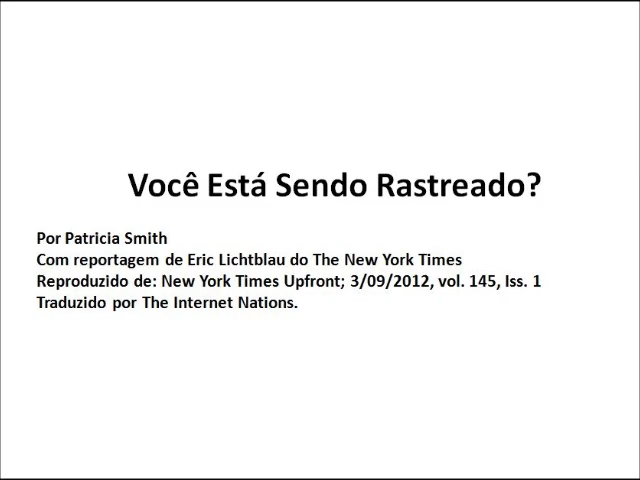 Você Está Sendo Rastreado?
Por Patricia Smith
Com reportagem de Eric Lichtblau do The New York Times
Reproduzido de: New York Times Upfront; 3/09/2012, vol. 145, Iss. 1
Traduzido por The Internet Nations.